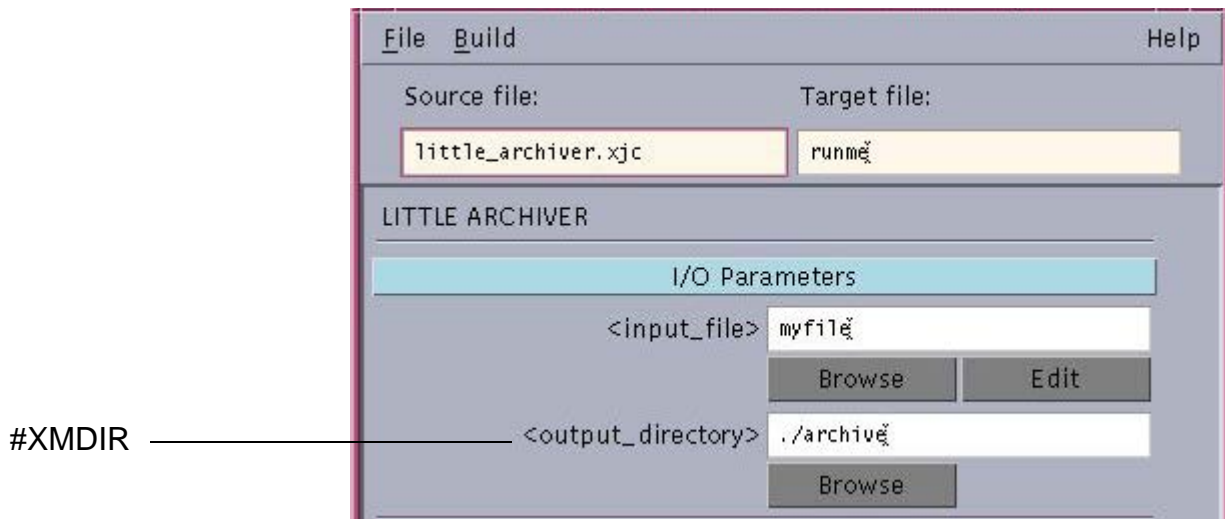 File Build Help
Source file: Target file:
little_archiver.xjc runme
LITTLE ARCHIVER
I/O Parameters
<input_file> myfile
Browse Edit
#XMDIR <output_directory> ./archive
Browse